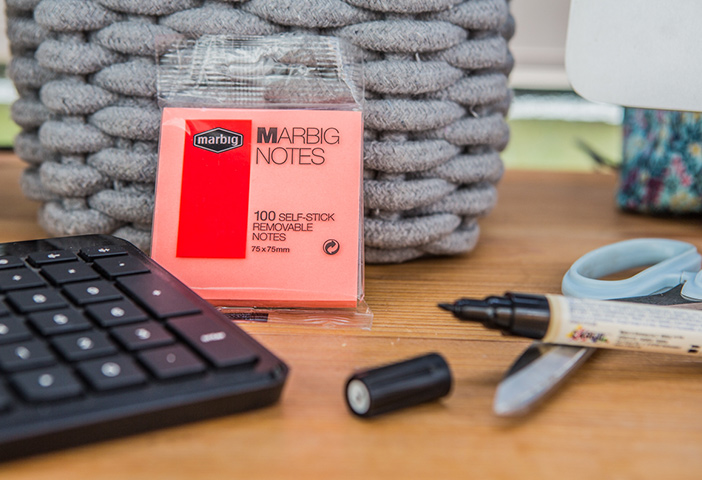 marbig
MARBIG
NOTES
100 SELF-STICK
REMOVABLE
NOTES
75x75mm